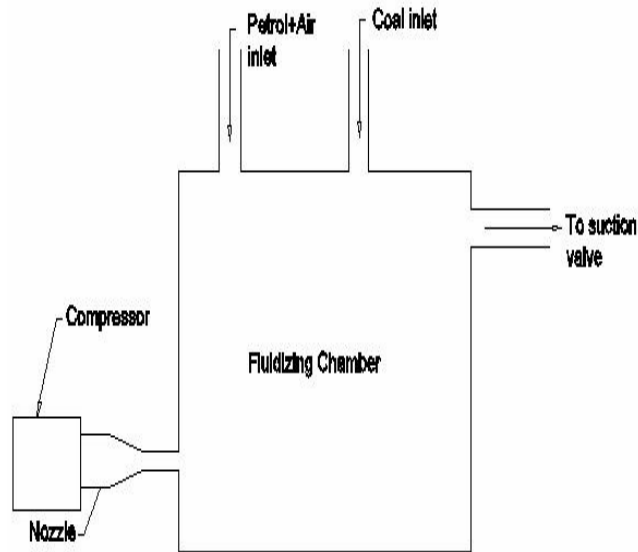 Petrol+Air
inlet
Coal inlet
To suction
valve
Compressor
Fluidizing Chamber
Nozzle